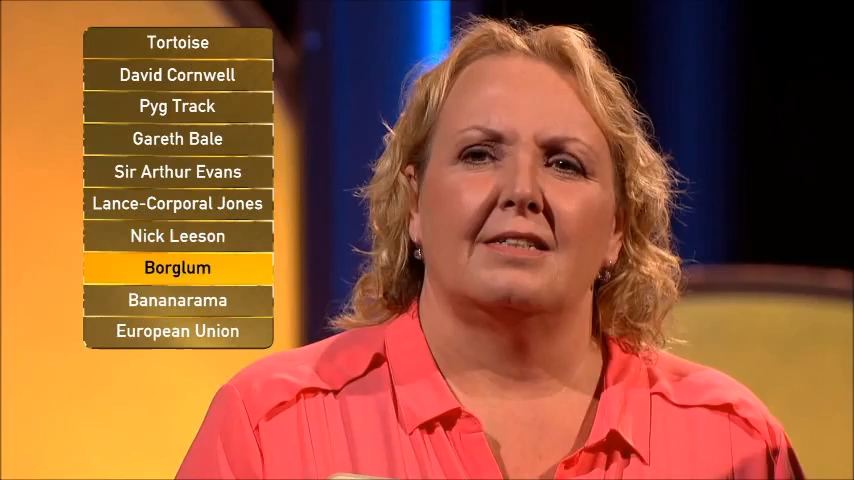 Tortoise
David Cornwell
Pyg Track
Gareth Bale
Sir Arthur Evans
Lance-Corporal Jones
Nick Leeson
Borglum
Bananarama
European Union